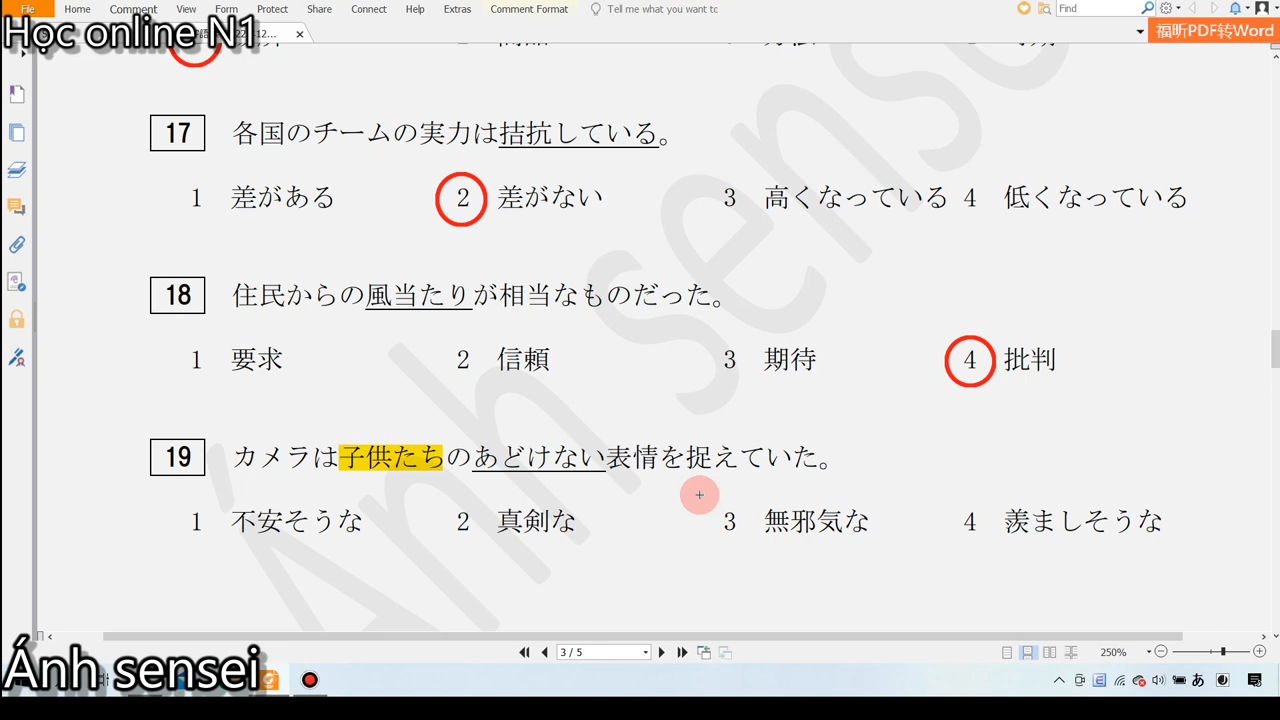 File Home Comment View Form Protect Share Connect Help Extras Comment Format Tell me what you want to Find
Học online N1
福昕PDF转Word
17 各国のチームの実力は拮抗している。
1 差がある 2 差がない 3 高くなっている 4 低くなっている
18 住民からの風当たりが相当なものだった。
1 要求 2 信頼 3 期待 4 批判
19 カメラは子供たちのあどけない表情を捉えていた。
1 不安そうな 2 真剣な 3 無邪気な 4 羨ましそうな
Ánh sensei
3 / 5
250%
Ánh sensei
あ